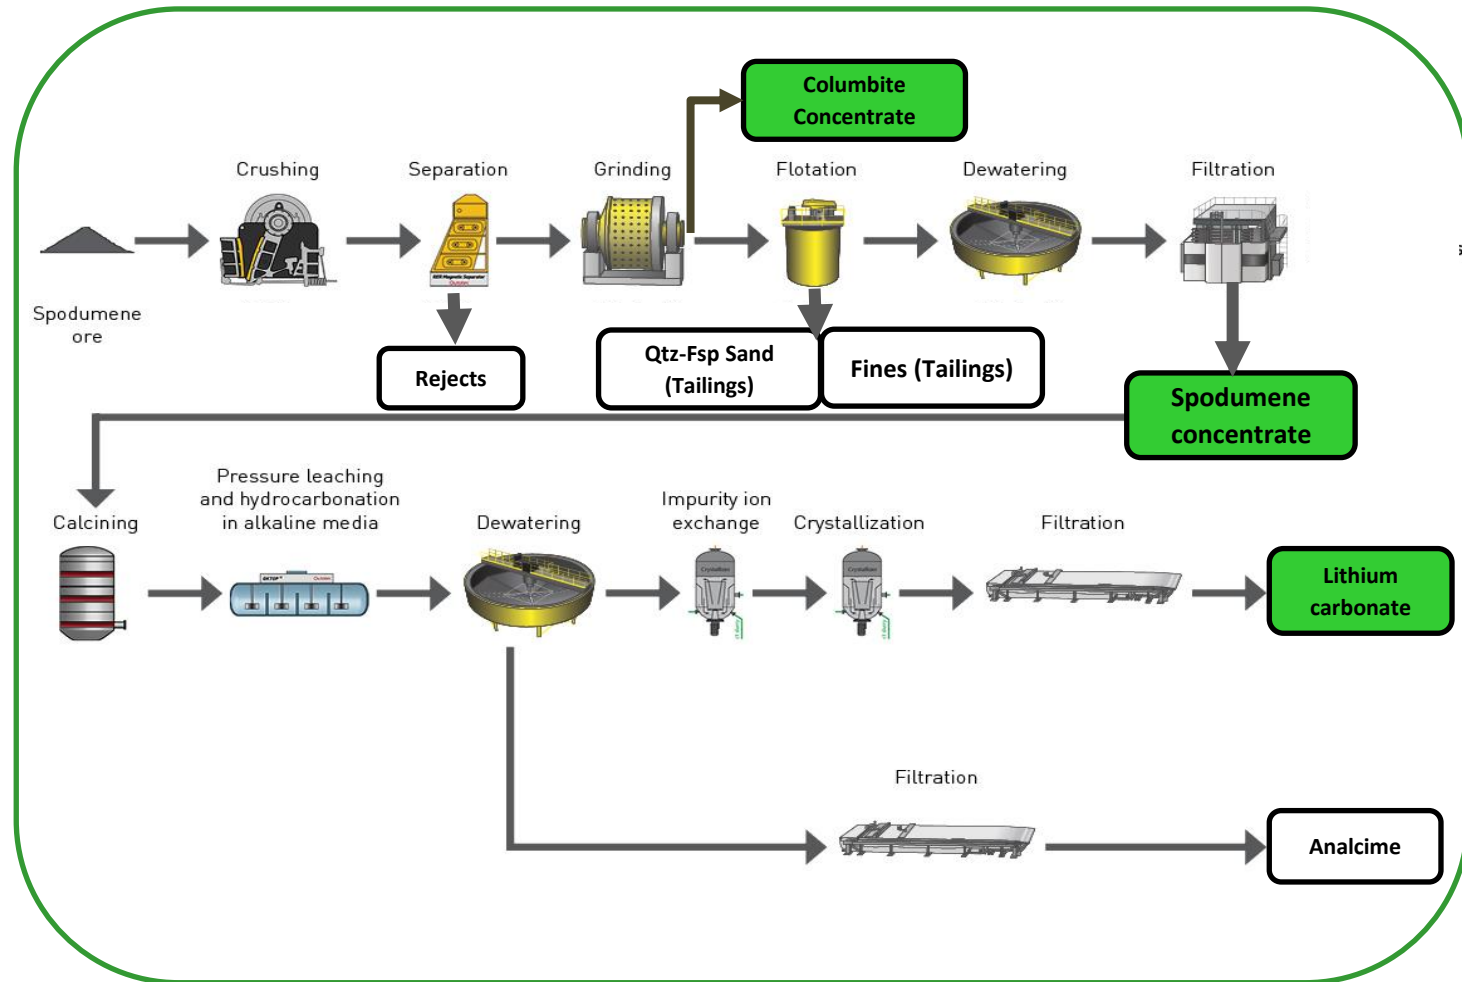 Columbite
Concentrate
Crushing
Separation
Grinding
Flotation
Dewatering
Filtration
s
Spodumene
ore
Rejects
Qtz-Fsp Sand
(Tailings)
Fines (Tailings)
Spodumene
concentrate
Calcining
Pressure leaching
and hydrocarbonation
in alkaline media
Dewatering
Impurity ion
exchange
Crystallization
Filtration
Lithium
carbonate
Filtration
Analcime